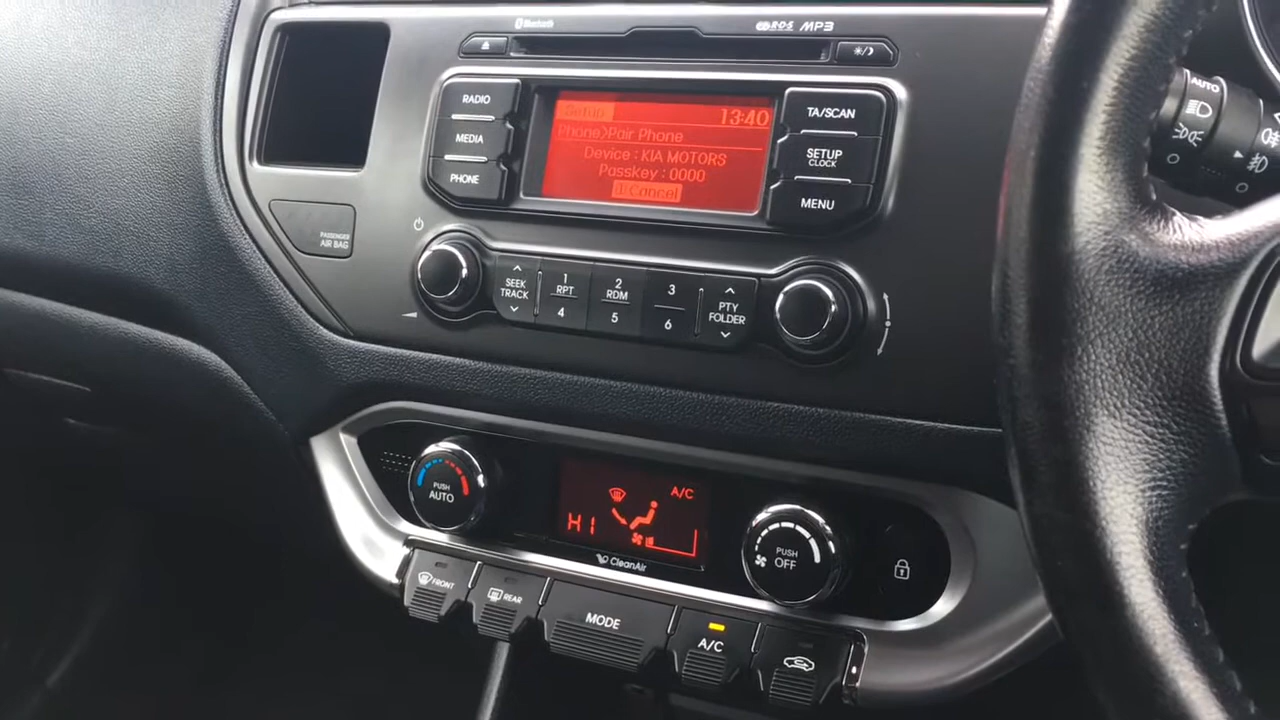 Bluetooth
R·D·S MP3
RADIO
MEDIA
PHONE
Setup 13:40
Phone>Pair Phone
Device : KIA MOTORS
Passkey : 0000
1 Cancel
TA/SCAN
SETUP
CLOCK
MENU
PASSENGER
AIR BAG
SEEK
TRACK
1
RPT
4
2
RDM
5
3
6
PTY
FOLDER
AUTO
PUSH
AUTO
A/C
HI
CleanAir
PUSH
OFF
FRONT
REAR
MODE
A/C